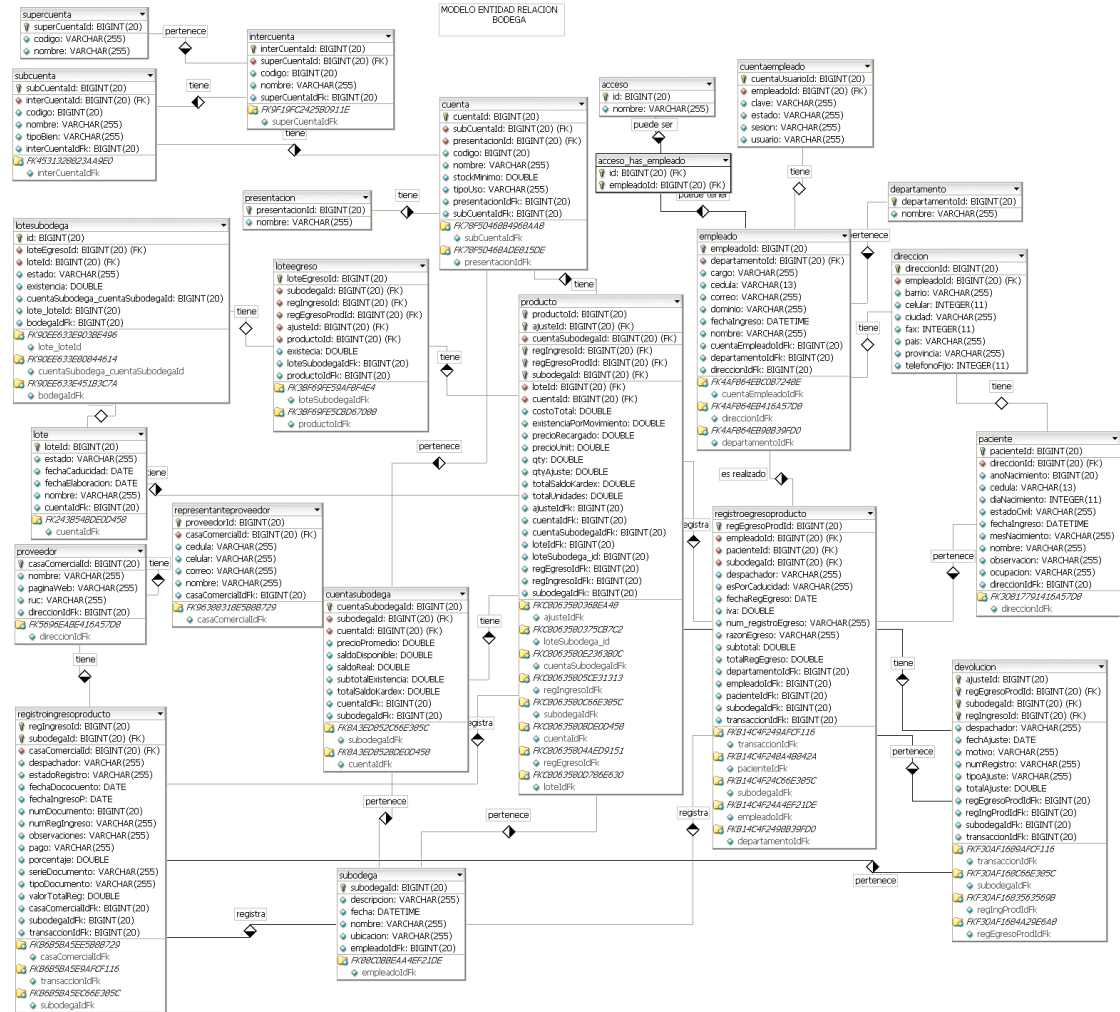 MODELO ENTIDAD RELACION
BODEGA
supercuenta
superCuentaId: BIGINT(20)
codigo: VARCHAR(255)
nombre: VARCHAR(255)
pertenece
intercuenta
interCuentaId: BIGINT(20)
superCuentaId: BIGINT(20) (FK)
codigo: BIGINT(20)
nombre: VARCHAR(255)
superCuentaIdFk: BIGINT(20)
FK9F19FC2425B0911E
superCuentaIdFk
subcuenta
subCuentaId: BIGINT(20)
interCuentaId: BIGINT(20) (FK)
codigo: BIGINT(20)
nombre: VARCHAR(255)
tipoBien: VARCHAR(255)
interCuentaIdFk: BIGINT(20)
FK4531320823AA9E0
interCuentaIdFk
tiene
tiene
cuenta
cuentaId: BIGINT(20)
subCuentaId: BIGINT(20) (FK)
presentacionId: BIGINT(20) (FK)
codigo: BIGINT(20)
nombre: VARCHAR(255)
stockMinimo: DOUBLE
tipoUso: VARCHAR(255)
presentacionIdFk: BIGINT(20)
subCuentaIdFk: BIGINT(20)
subCuentaIdFk
presentacionIdFk
acceso
id: BIGINT(20)
nombre: VARCHAR(255)
puede ser
acceso_has_empleado
id: BIGINT(20) (FK)
empleadoId: BIGINT(20) (FK)
puede tener
cuentaempleado
cuentaUsuarioId: BIGINT(20)
empleadoId: BIGINT(20) (FK)
clave: VARCHAR(255)
estado: VARCHAR(255)
sesion: VARCHAR(255)
usuario: VARCHAR(255)
tiene
departamento
departamentoId: BIGINT(20)
nombre: VARCHAR(255)
presentacion
presentacionId: BIGINT(20)
nombre: VARCHAR(255)
tiene
lotesubodega
id: BIGINT(20)
loteEgresoId: BIGINT(20) (FK)
loteId: BIGINT(20) (FK)
estado: VARCHAR(255)
existencia: DOUBLE
cuentaSubodega_cuentaSubodegaId: BIGINT(20)
lote_loteId: BIGINT(20)
bodegaIdFk: BIGINT(20)
FK90EE633E903BE496
lote_loteId
FK90EE633E80844614
cuentaSubodega_cuentaSubodegaId
FK90EE633E451B3C7A
bodegaIdFk
tiene
loteegreso
loteEgresoId: BIGINT(20)
subodegaId: BIGINT(20) (FK)
regIngresoId: BIGINT(20) (FK)
regEgresoProdId: BIGINT(20) (FK)
ajusteId: BIGINT(20) (FK)
productoId: BIGINT(20) (FK)
existecia: DOUBLE
loteSubodegaIdFk: BIGINT(20)
productoIdFk: BIGINT(20)
FK3BF69FE59AF0F4E4
loteSubodegaIdFk
FK3BF69FE5CBD67088
productoIdFk
tiene
tiene
producto
productoId: BIGINT(20)
ajusteId: BIGINT(20) (FK)
cuentaSubodegaId: BIGINT(20) (FK)
regIngresoId: BIGINT(20) (FK)
regEgresoProdId: BIGINT(20) (FK)
subodegaId: BIGINT(20) (FK)
loteId: BIGINT(20) (FK)
cuentaId: BIGINT(20) (FK)
costoTotal: DOUBLE
existenciaPorMovimiento: DOUBLE
precioRecargado: DOUBLE
precioUnit: DOUBLE
qty: DOUBLE
qtyAjuste: DOUBLE
totalSaldoKardex: DOUBLE
totalUnidades: DOUBLE
ajusteIdFk: BIGINT(20)
cuentaIdFk: BIGINT(20)
cuentaSubodegaIdFk: BIGINT(20)
loteIdFk: BIGINT(20)
loteSubodega_id: BIGINT(20)
regEgresoIdFk: BIGINT(20)
regIngresoIdFk: BIGINT(20)
subodegaIdFk: BIGINT(20)
ajusteIdFk
loteSubodega_id
cuentaSubodegaIdFk
regIngresoIdFk
subodegaIdFk
cuentaIdFk
regEgresoIdFk
loteIdFk
empleado
empleadoId: BIGINT(20)
departamentoId: BIGINT(20) (FK)
cargo: VARCHAR(255)
cedula: VARCHAR(13)
correo: VARCHAR(255)
dominio: VARCHAR(255)
fechaIngreso: DATETIME
nombre: VARCHAR(255)
cuentaEmpleadoIdFk: BIGINT(20)
departamentoIdFk: BIGINT(20)
direccionIdFk: BIGINT(20)
cuentaEmpleadoIdFk
FK4AF064EB416A57D8
direccionIdFk
departamentoIdFk
ertenece
tiene
direccion
direccionId: BIGINT(20)
empleadoId: BIGINT(20) (FK)
barrio: VARCHAR(255)
celular: INTEGER(11)
ciudad: VARCHAR(255)
fax: INTEGER(11)
pais: VARCHAR(255)
provincia: VARCHAR(255)
telefonoFijo: INTEGER(11)
tiene
paciente
pacienteId: BIGINT(20)
direccionId: BIGINT(20) (FK)
anoNacimiento: BIGINT(20)
cedula: VARCHAR(13)
diaNacimiento: INTEGER(11)
estadoCivil: VARCHAR(255)
fechaIngreso: DATETIME
mesNacimiento: VARCHAR(255)
nombre: VARCHAR(255)
observacion: VARCHAR(255)
ocupacion: VARCHAR(255)
direccionIdFk: BIGINT(20)
FK30817791416A57D8
direccionIdFk
lote
loteId: BIGINT(20)
estado: VARCHAR(255)
fechaCaducidad: DATE
fechaElaboracion: DATE
nombre: VARCHAR(255)
cuentaIdFk: BIGINT(20)
FK243B54BDE0D450
cuentaIdFk
iene
pertenece
es realizado
proveedor
casaComercialId: BIGINT(20)
nombre: VARCHAR(255)
paginaWeb: VARCHAR(255)
ruc: VARCHAR(255)
direccionIdFk: BIGINT(20)
FK5696EABE416A57D8
direccionIdFk
tiene
tiene
representanteproveedor
proveedorId: BIGINT(20)
casaComercialId: BIGINT(20) (FK)
cedula: VARCHAR(255)
celular: VARCHAR(255)
correo: VARCHAR(255)
nombre: VARCHAR(255)
casaComercialIdFk: BIGINT(20)
casaComercialIdFk
cuentasubodega
cuentaSubodegaId: BIGINT(20)
subodegaId: BIGINT(20) (FK)
cuentaId: BIGINT(20) (FK)
precioPromedio: DOUBLE
saldoDisponible: DOUBLE
saldoReal: DOUBLE
subtotalExistencia: DOUBLE
totalSaldoKardex: DOUBLE
cuentaIdFk: BIGINT(20)
subodegaIdFk: BIGINT(20)
subodegaIdFk
cuentaIdFk
tiene
egistra
egistra
registroegresoproducto
regEgresoProdId: BIGINT(20)
empleadoId: BIGINT(20) (FK)
pacienteId: BIGINT(20) (FK)
subodegaId: BIGINT(20) (FK)
despachador: VARCHAR(255)
esPorCaducidad: VARCHAR(255)
fechaRegEgreso: DATE
iva: DOUBLE
num_registroEgreso: VARCHAR(255)
razonEgreso: VARCHAR(255)
subtotal: DOUBLE
totalRegEgreso: DOUBLE
departamentoIdFk: BIGINT(20)
empleadoIdFk: BIGINT(20)
pacienteIdFk: BIGINT(20)
subodegaIdFk: BIGINT(20)
transaccionIdFk: BIGINT(20)
FKB14C4F249AFCF116
transaccionIdFk
pacienteIdFk
FKB14C4F24C66E385C
subodegaIdFk
FKB14C4F24A4EF21DE
empleadoIdFk
departamentoIdFk
pertenece
tiene
pertenece
devolucion
ajusteId: BIGINT(20)
regEgresoProdId: BIGINT(20) (FK)
subodegaId: BIGINT(20) (FK)
regIngresoId: BIGINT(20) (FK)
despachador: VARCHAR(255)
fechAjuste: DATE
motivo: VARCHAR(255)
numRegistro: VARCHAR(255)
tipoAjuste: VARCHAR(255)
totalAjuste: DOUBLE
regEgresoProdIdFk: BIGINT(20)
regIngProdIdFk: BIGINT(20)
subodegaIdFk: BIGINT(20)
transaccionIdFk: BIGINT(20)
transaccionIdFk
subodegaIdFk
regIngProdIdFk
regEgresoProdIdFk
registroingresoproducto
regIngresoId: BIGINT(20)
subodegaId: BIGINT(20) (FK)
casaComercialId: BIGINT(20) (FK)
despachador: VARCHAR(255)
estadoRegistro: VARCHAR(255)
fechaDococuento: DATE
fechaIngresoP: DATE
numDocumento: BIGINT(20)
numRegIngreso: BIGINT(20)
observaciones: VARCHAR(255)
pago: VARCHAR(255)
porcentaje: DOUBLE
serieDocumento: VARCHAR(255)
tipoDocumento: VARCHAR(255)
valorTotalReg: DOUBLE
casaComercialIdFk: BIGINT(20)
subodegaIdFk: BIGINT(20)
transaccionIdFk: BIGINT(20)
casaComercialIdFk
transaccionIdFk
subodegaIdFk
pertenece
pertenece
registra
pertenece
registra
subodega
subodegaId: BIGINT(20)
descripcion: VARCHAR(255)
fecha: DATETIME
nombre: VARCHAR(255)
ubicacion: VARCHAR(255)
empleadoIdFk: BIGINT(20)
empleadoIdFk